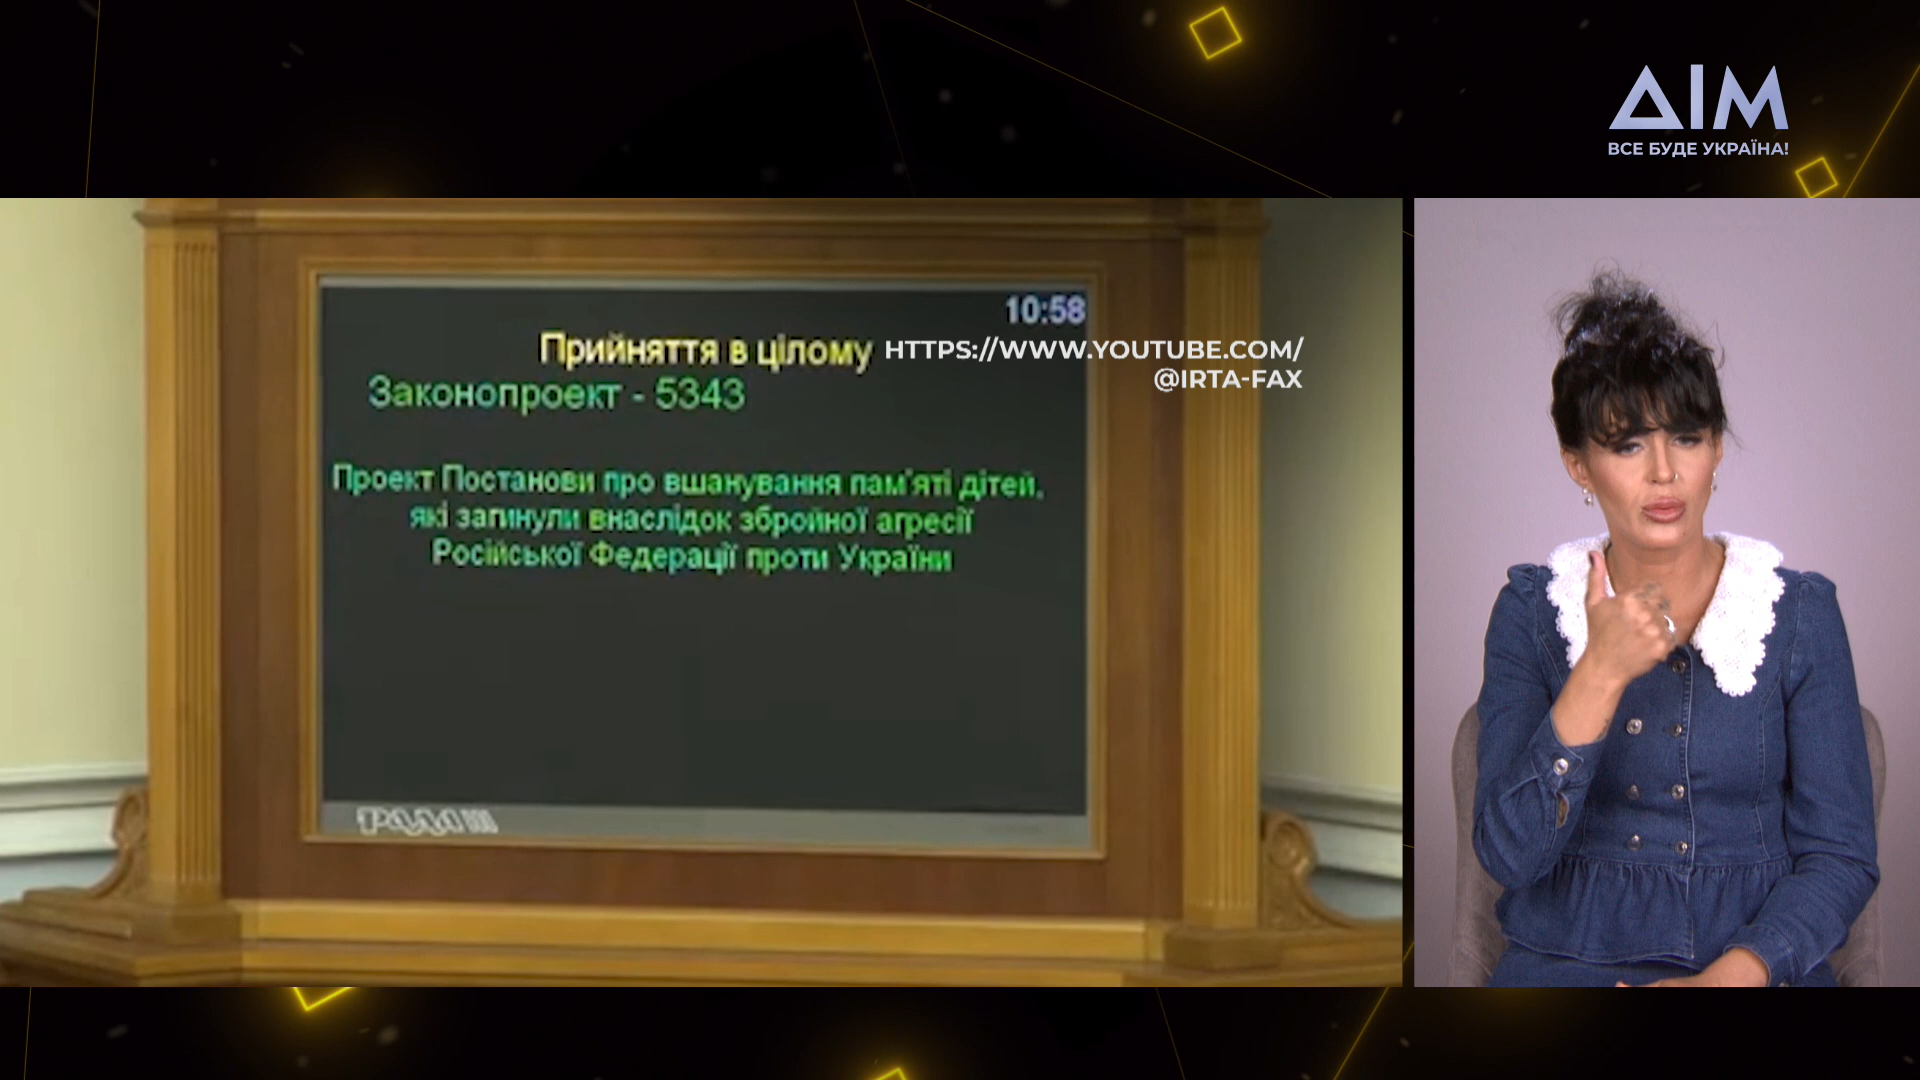 ДІМ
ВСЕ БУДЕ УКРАЇНА!
10:58
Прийняття в цілому
HTTPS://WWW.YOUTUBE.COM/
@IRTA-FAX
Законопроект - 5343
Проект Постанови про вшанування пам'яті дітей,
які загинули внаслідок збройної агресії
Російської Федерації проти України
РАДА